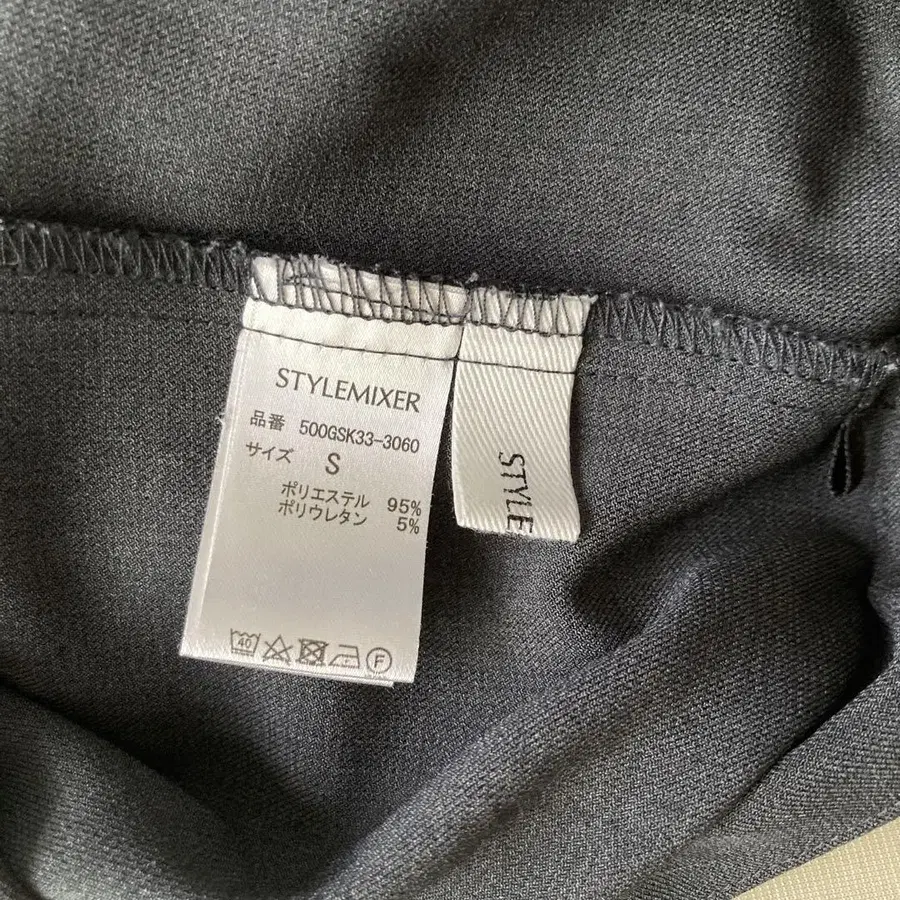 STYLEMIXER
品番 500GSK33-3060
サイズ S
ポリエステル 95%
ポリウレタン 5%
40 F
STYLE